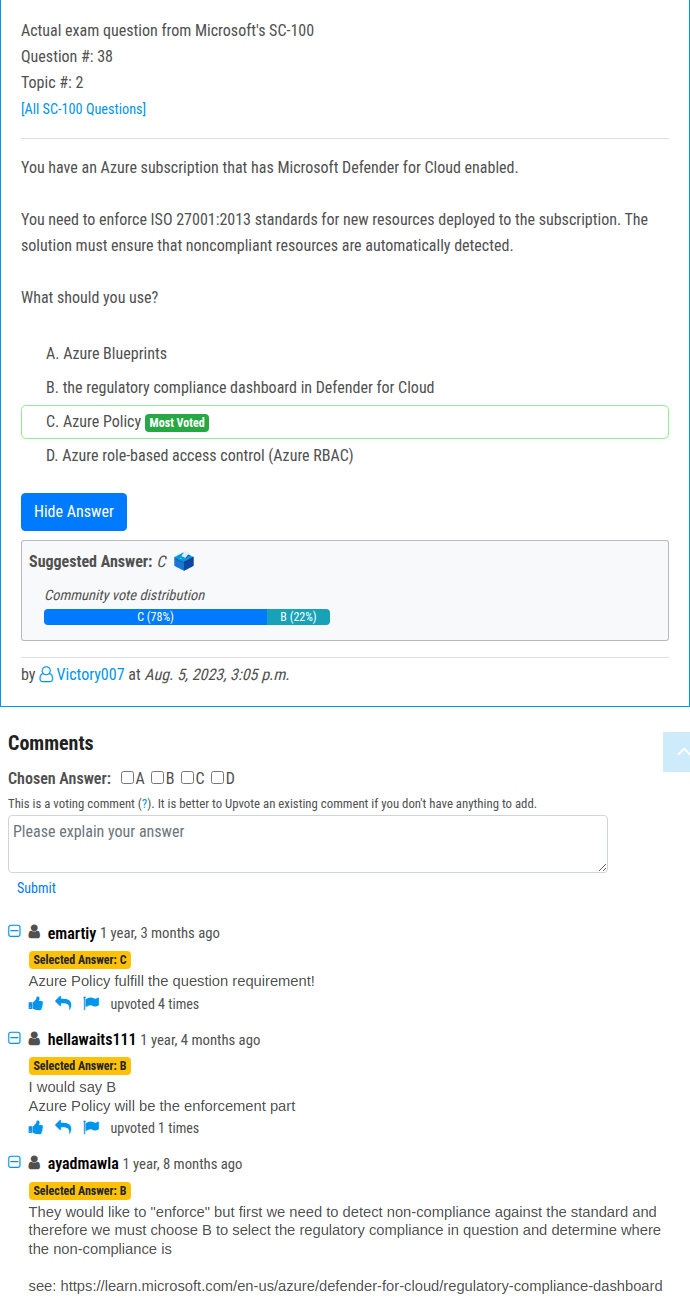 Actual exam question from Microsoft's SC-100
Question #: 38
Topic #: 2
[All SC-100 Questions]
You have an Azure subscription that has Microsoft Defender for Cloud enabled.
You need to enforce ISO 27001:2013 standards for new resources deployed to the subscription. The
solution must ensure that noncompliant resources are automatically detected.
What should you use?
A. Azure Blueprints
B. the regulatory compliance dashboard in Defender for Cloud
C. Azure Policy Most Voted
D. Azure role-based access control (Azure RBAC)
Hide Answer
Suggested Answer: C
Community vote distribution
C (78%) B (22%)
by Victory007 at Aug. 5, 2023, 3:05 p.m.
Comments
Chosen Answer: A B C D
This is a voting comment (?). It is better to Upvote an existing comment if you don't have anything to add.
Please explain your answer
Submit
emartiy 1 year, 3 months ago
Selected Answer: C
Azure Policy fulfill the question requirement!
upvoted 4 times
hellawaits111 1 year, 4 months ago
Selected Answer: B
I would say B
Azure Policy will be the enforcement part
upvoted 1 times
ayadmawla 1 year, 8 months ago
Selected Answer: B
They would like to "enforce" but first we need to detect non-compliance against the standard and
therefore we must choose B to select the regulatory compliance in question and determine where
the non-compliance is
see: https://learn.microsoft.com/en-us/azure/defender-for-cloud/regulatory-compliance-dashboard